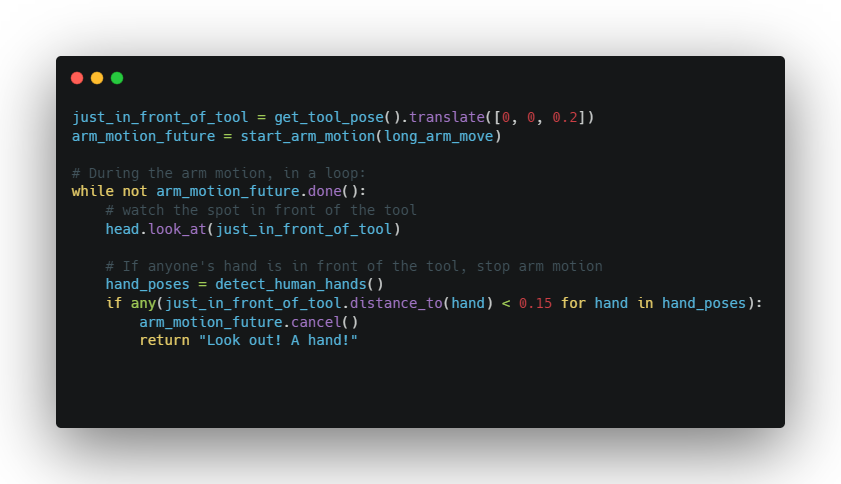 just_in_front_of_tool = get_tool_pose().translate([0, 0, 0.2])
arm_motion_future = start_arm_motion(long_arm_move)

# During the arm motion, in a loop:
while not arm_motion_future.done():
    # watch the spot in front of the tool
    head.look_at(just_in_front_of_tool)

    # If anyone's hand is in front of the tool, stop arm motion
    hand_poses = detect_human_hands()
    if any(just_in_front_of_tool.distance_to(hand) < 0.15 for hand in hand_poses):
        arm_motion_future.cancel()
        return "Look out! A hand!"